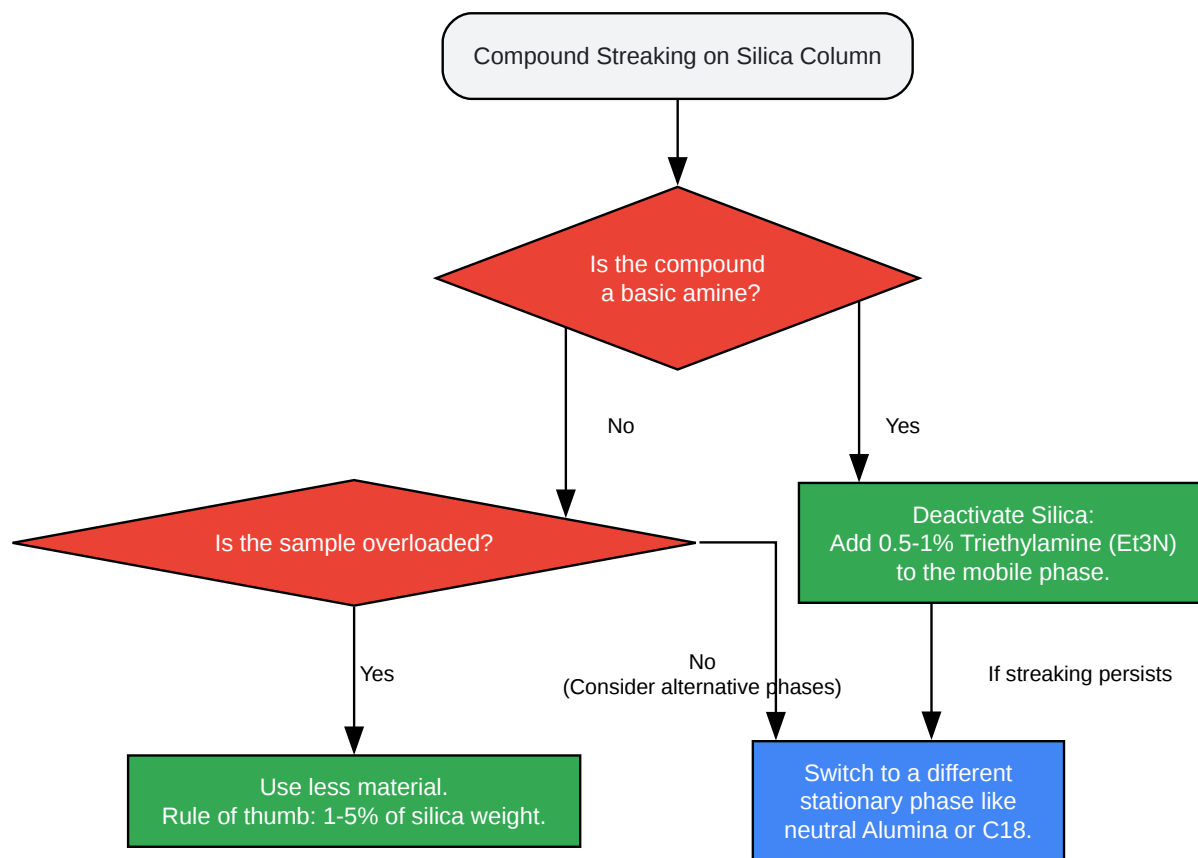 Compound Streaking on Silica Column
Is the compound
a basic amine?
No
Yes
Is the sample overloaded?
Deactivate Silica:
Add 0.5-1% Triethylamine (Et3N)
to the mobile phase.
Yes
No
(Consider alternative phases)
If streaking persists
Use less material.
Rule of thumb: 1-5% of silica weight.
Switch to a different
stationary phase like
neutral Alumina or C18.